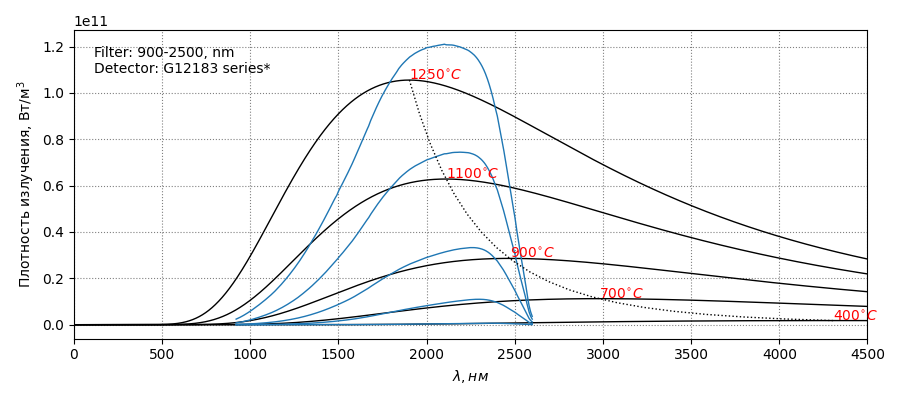 1e11
Filter: 900-2500, nm
Detector: G12183 series*
1.2
1.0
0.8
0.6
0.4
0.2
0.0
Плотность излучения, Вт/м³
1250°C
1100°C
900°C
700°C
400°C
0 500 1000 1500 2000 2500 3000 3500 4000 4500
λ, нм